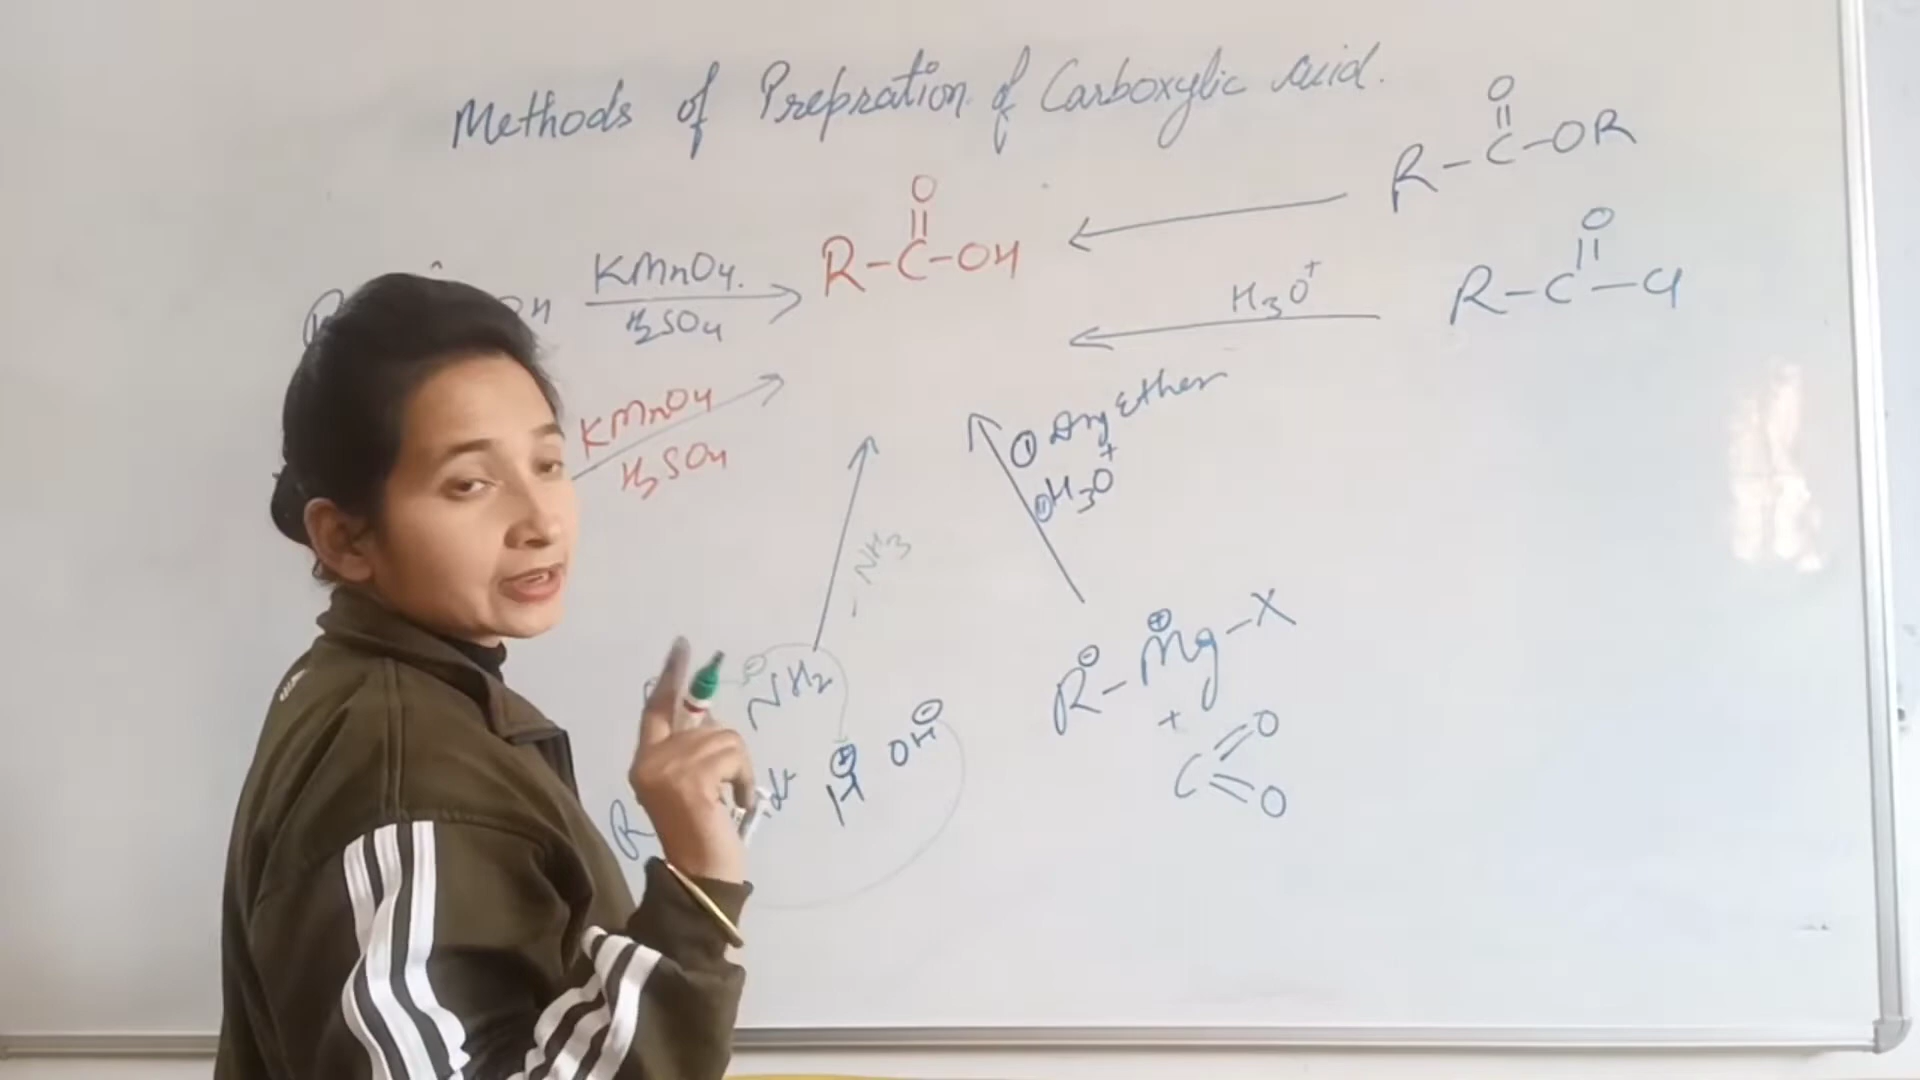 Methods of Prepration of Carboxylic acid.
O
||
R-C-OR
O
||
R-C-OH
KMnO4.
H2SO4
O
||
R-C-Cl
H3O+
KMnO4
H2SO4
① Dry Ether
② H3O+
-NH3
R-Mg-X
⊖ ⊕
+
C=O
=O
⊖
NH2
⊕ ⊖
H OH
R